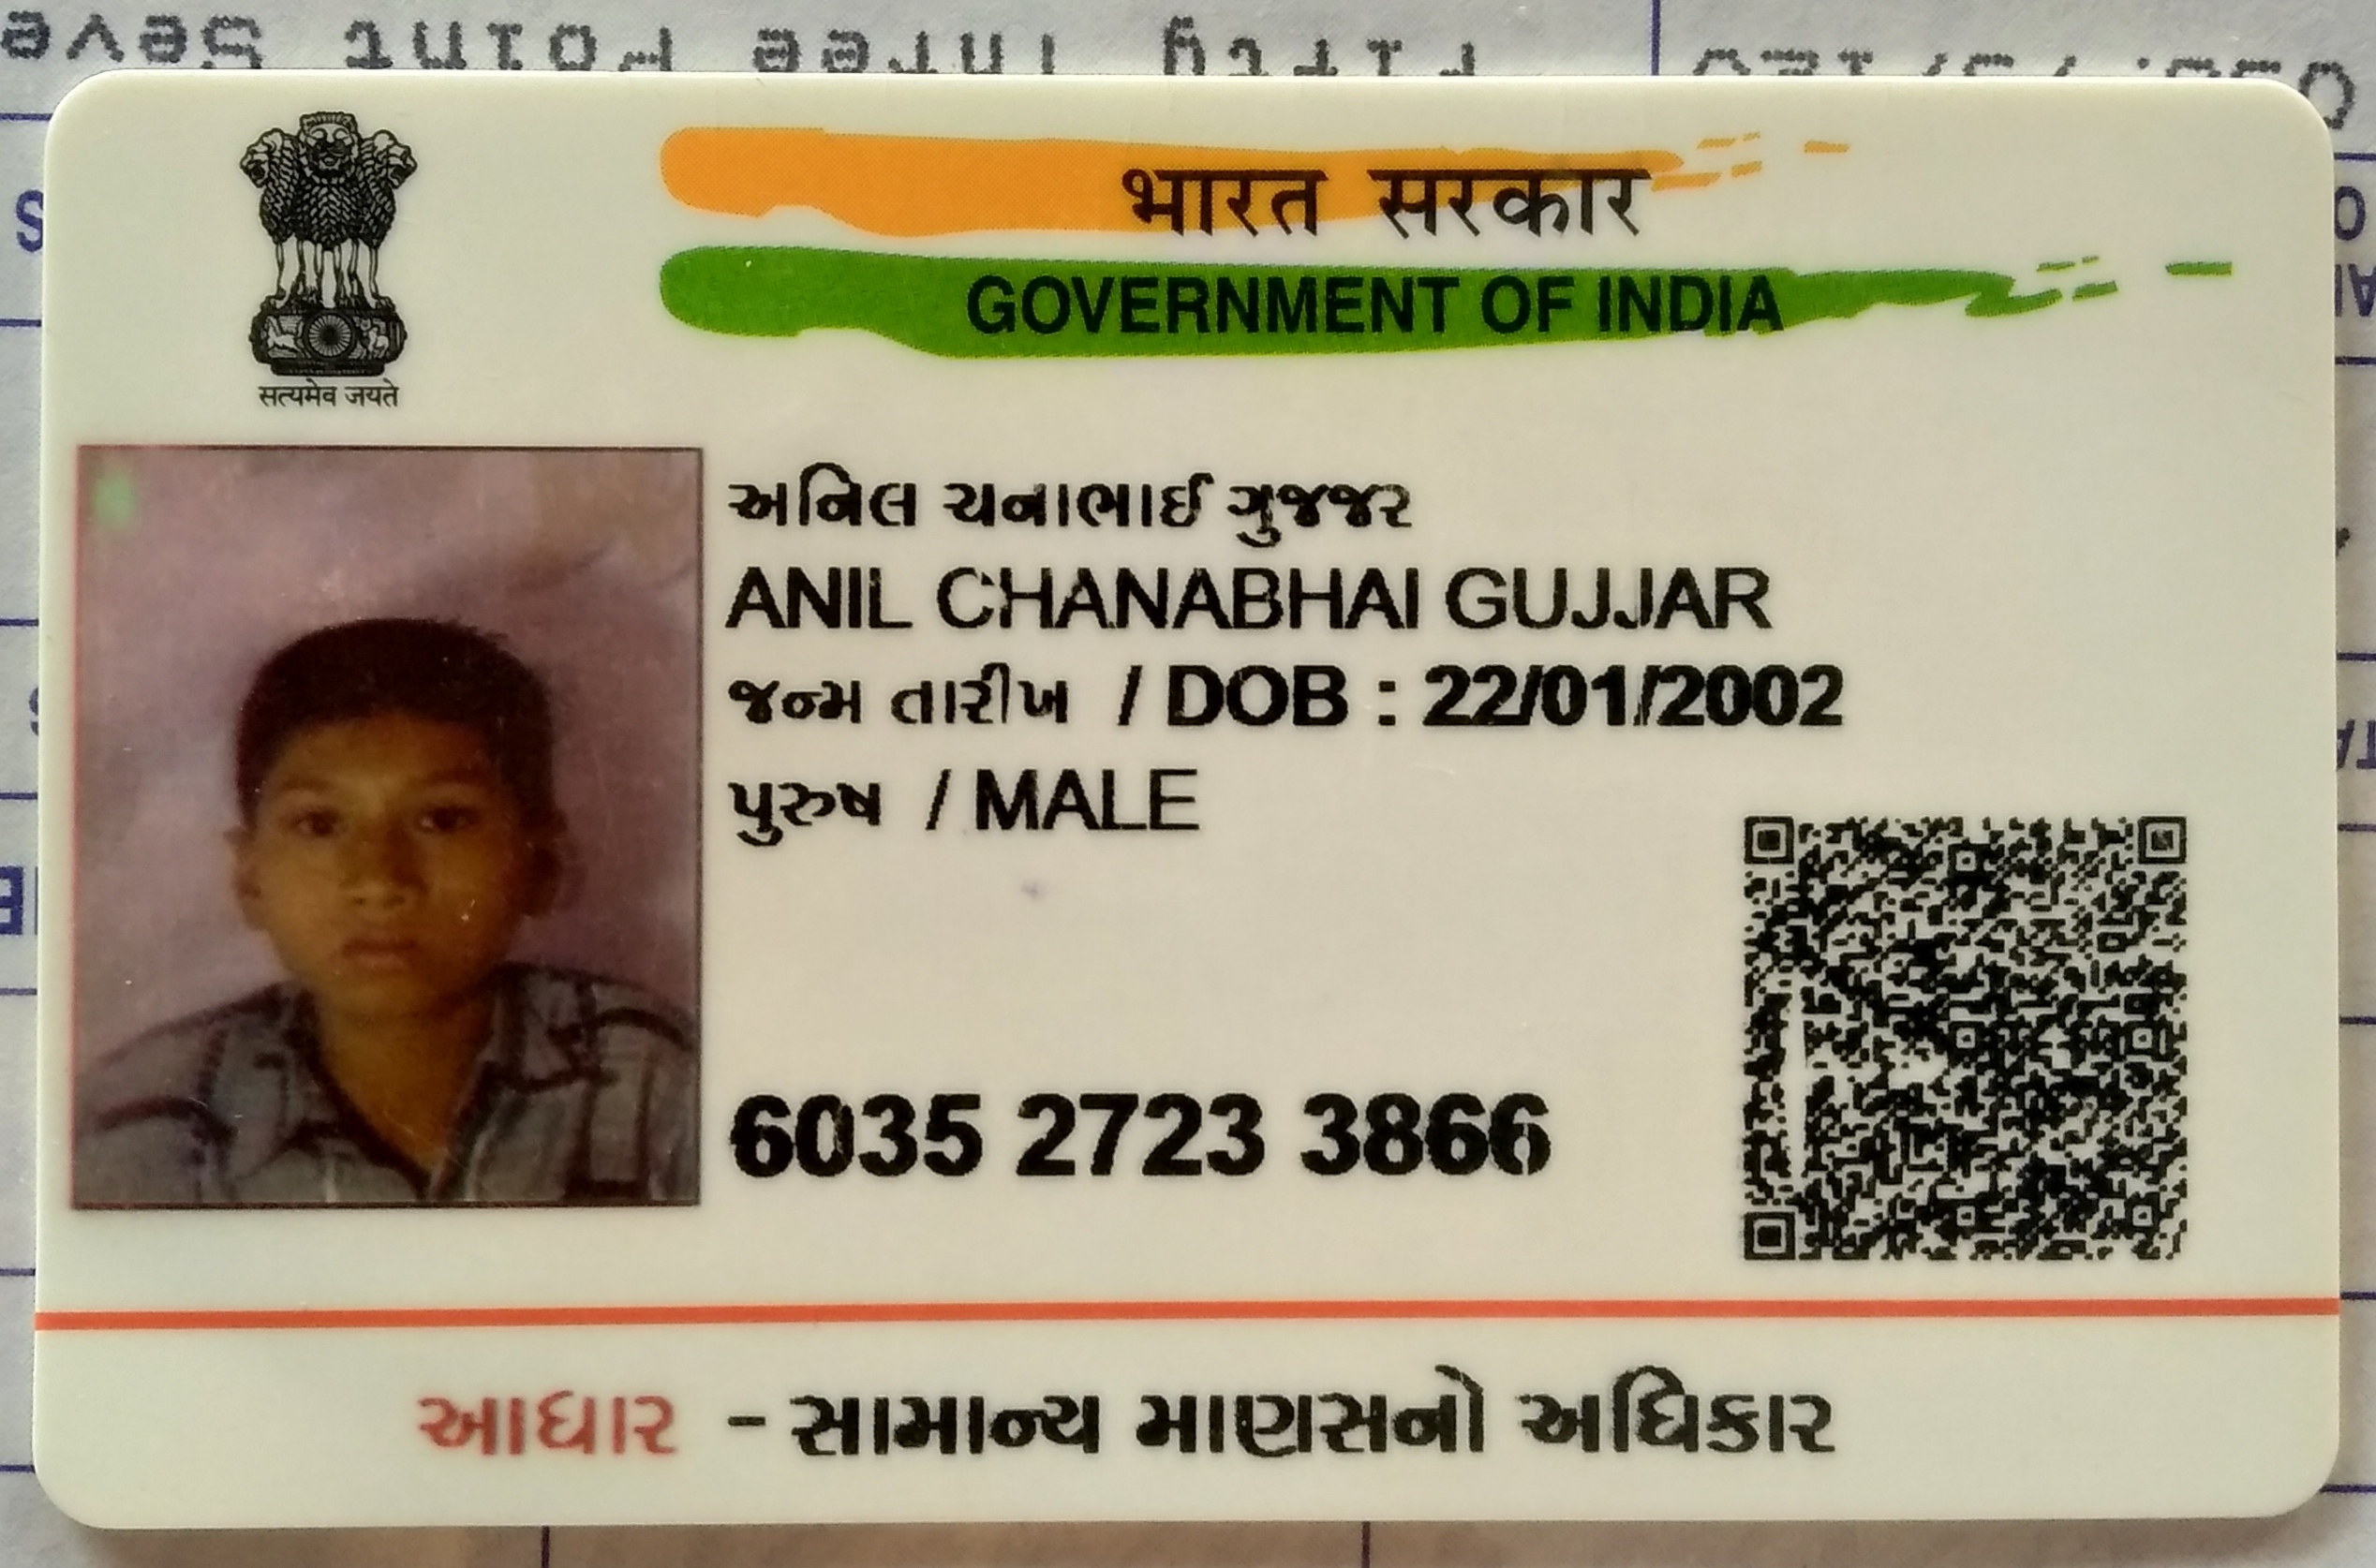 भारत सरकार
GOVERNMENT OF INDIA
सत्यमेव जयते
અનિલ ચનાભાઈ ગુજ્જર
ANIL CHANABHAI GUJJAR
જન્મ તારીખ / DOB : 22/01/2002
પુરુષ / MALE
6035 2723 3866
આધાર - સામાન્ય માણસનો અધિકાર